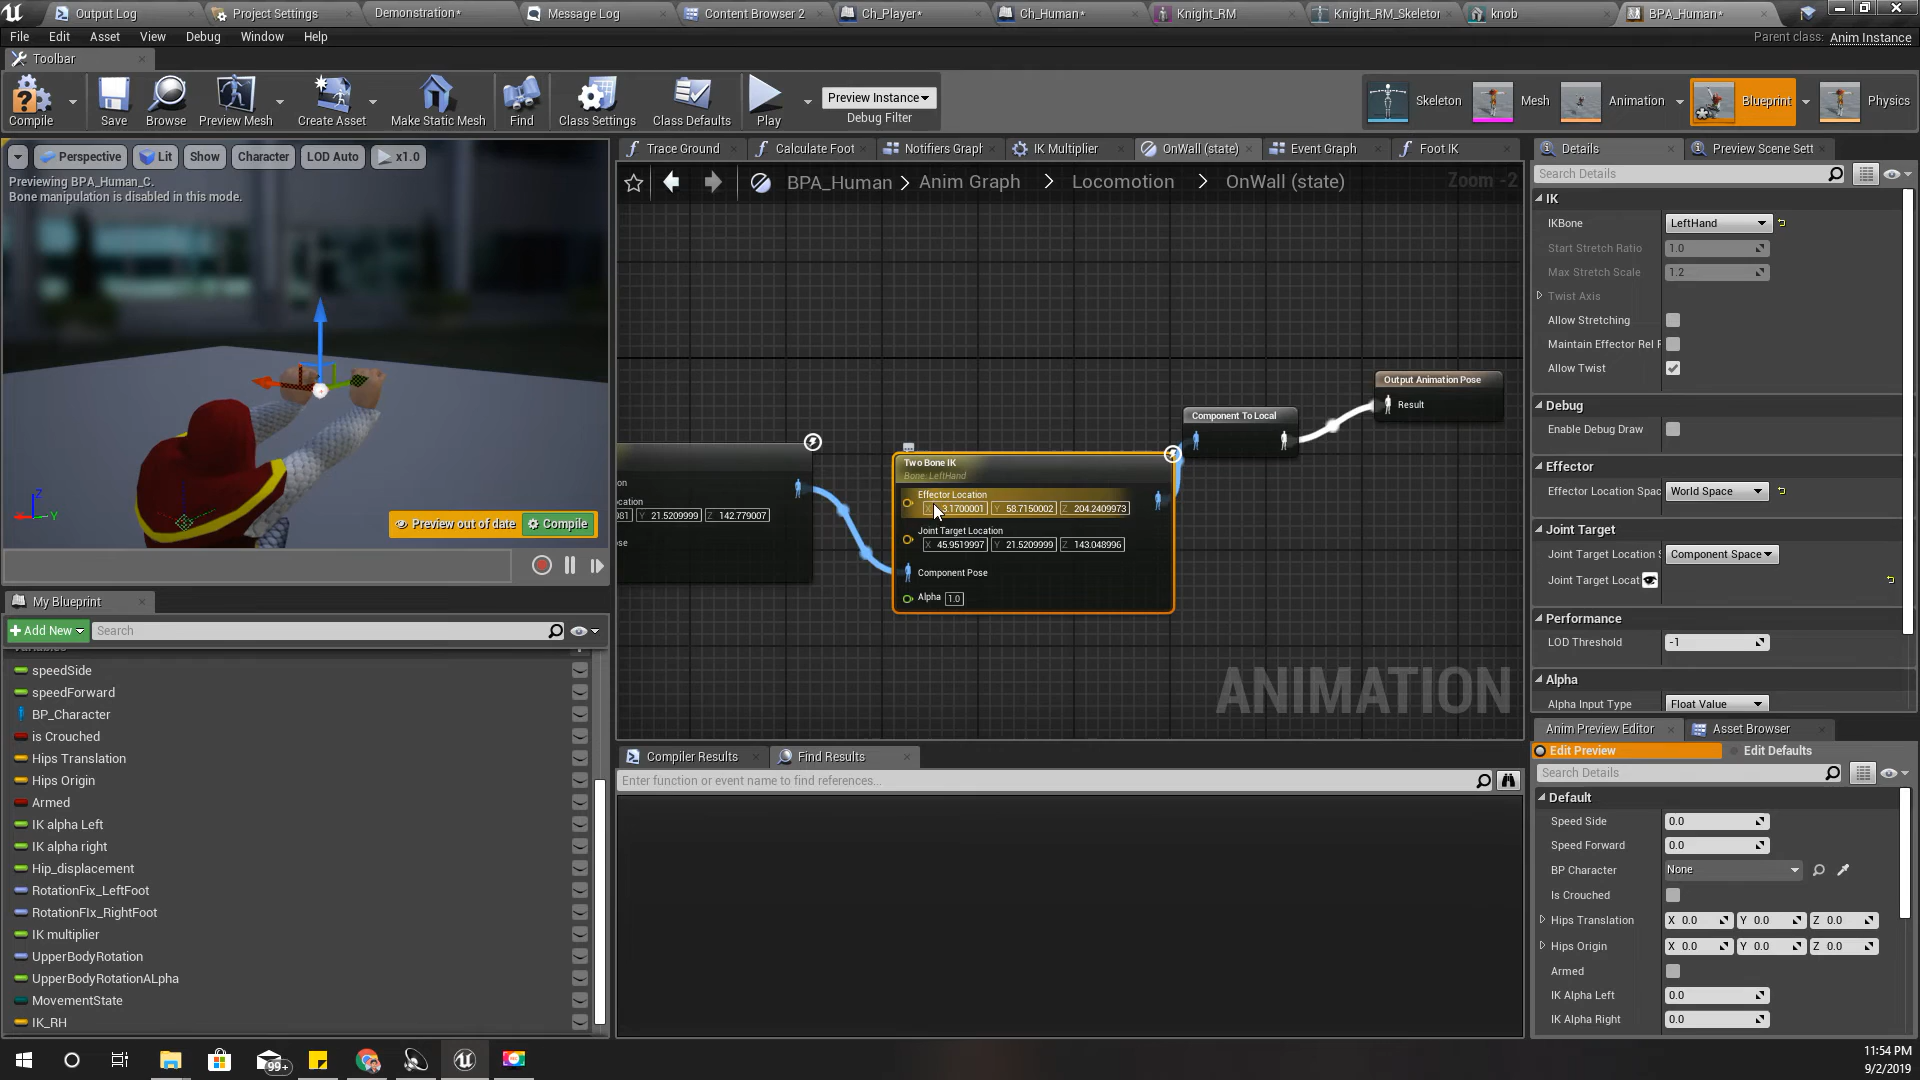 Output Log
Project Settings
Demonstration*
Message Log
Content Browser 2
Ch_Player*
Ch_Human*
Knight_RM
Knight_RM_Skeletor
knob
BPA_Human*
File Edit Asset View Debug Window Help
Parent class: Anim Instance
Toolbar
Compile
Save
Browse
Preview Mesh
Create Asset
Make Static Mesh
Find
Class Settings
Class Defaults
Play
Preview Instance
Debug Filter
Skeleton
Mesh
Animation
Blueprint
Physics
Perspective
Lit
Show
Character
LOD Auto
x1.0
Previewing BPA_Human_C.
Bone manipulation is disabled in this mode.
Preview out of date
Compile
Trace Ground
Calculate Foot
Notifiers Graph
IK Multiplier
OnWall (state)
Event Graph
Foot IK
BPA_Human > Anim Graph > Locomotion > OnWall (state)
Zoom -2
Output Animation Pose
Result
Component To Local
Two Bone IK
Bone: LeftHand
Effector Location
3.1700001 Y 58.7150002 Z 204.2409973
Joint Target Location
X 45.9519997 Y 21.5209999 Z 143.048996
Component Pose
Alpha 1.0
on
ocation
981 Y 21.5209999 Z 142.779007
ose
ANIMATION
Details
Preview Scene Sett
Search Details
IK
IKBone LeftHand
Start Stretch Ratio 1.0
Max Stretch Scale 1.2
Twist Axis
Allow Stretching
Maintain Effector Rel F
Allow Twist
Debug
Enable Debug Draw
Effector
Effector Location Spac World Space
Joint Target
Joint Target Location S Component Space
Joint Target Locat
Performance
LOD Threshold -1
Alpha
Alpha Input Type Float Value
My Blueprint
Add New
Search
Variables
speedSide
speedForward
BP_Character
is Crouched
Hips Translation
Hips Origin
Armed
IK alpha Left
IK alpha right
Hip_displacement
RotationFix_LeftFoot
RotationFIx_RightFoot
IK multiplier
UpperBodyRotation
UpperBodyRotationALpha
MovementState
IK_RH
Compiler Results
Find Results
Enter function or event name to find references...
Anim Preview Editor
Asset Browser
Edit Preview
Edit Defaults
Search Details
Default
Speed Side 0.0
Speed Forward 0.0
BP Character None
Is Crouched
Hips Translation X 0.0 Y 0.0 Z 0.0
Hips Origin X 0.0 Y 0.0 Z 0.0
Armed
IK Alpha Left 0.0
IK Alpha Right 0.0
99+
11:54 PM
9/2/2019